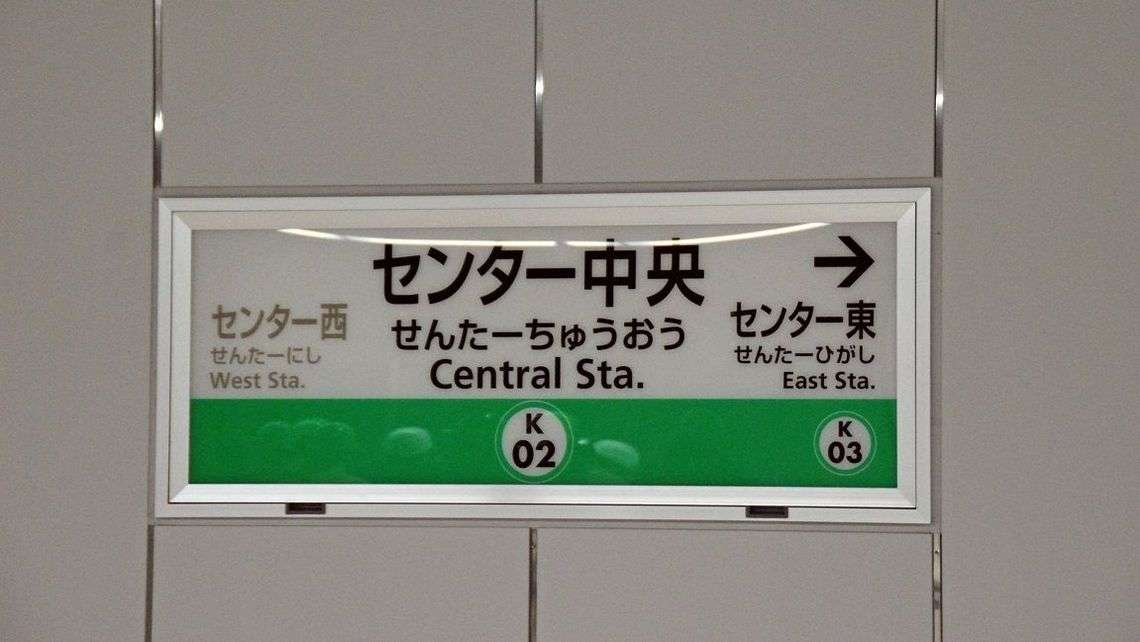 センター西
せんたーにし
West Sta.
センター中央
せんたーちゅうおう
Central Sta.
→
センター東
せんたーひがし
East Sta.
K
02
K
03